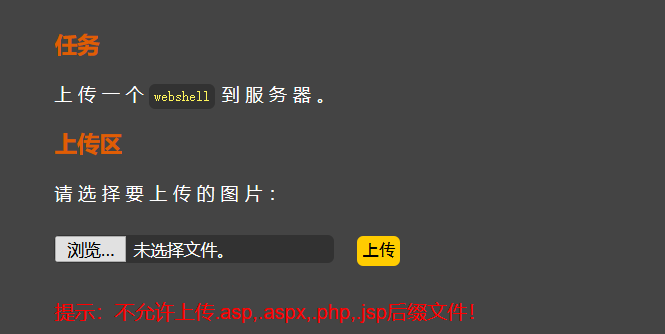 任务
上传一个 webshell 到服务器。
上传区
请选择要上传的图片：
浏览... 未选择文件。 上传
提示：不允许上传.asp,.aspx,.php,.jsp后缀文件！